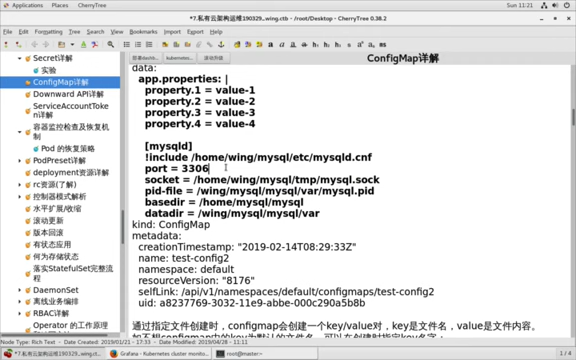 Applications Places CherryTree Sun 11:21
*7.私有云架构运维190329_wing.ctb - /root/Desktop - CherryTree 0.38.2
File Edit Formatting Tree Search View Bookmarks Import Export Help
kubernetes... 滚动升级 ConfigMap详解
Secret详解
实验
ConfigMap详解
Downward API详解
ServiceAccountToken详解
容器监控检查及恢复机制
Pod 的恢复策略
PodPreset详解
deployment资源详解
rc资源(了解)
控制器模式解析
水平扩展/收缩
滚动更新
版本回滚
有状态应用
何为存储状态
落实StatefulSet完整流程
DaemonSet
离线业务编排
RBAC详解
Operator 的工作原理
data:
app.properties: |
property.1 = value-1
property.2 = value-2
property.3 = value-3
property.4 = value-4
[mysqld]
!include /home/wing/mysql/etc/mysqld.cnf
port = 3306
socket = /home/wing/mysql/tmp/mysql.sock
pid-file = /wing/mysql/mysql/var/mysql.pid
basedir = /home/mysql/mysql
datadir = /wing/mysql/mysql/var
kind: ConfigMap
metadata:
creationTimestamp: "2019-02-14T08:29:33Z"
name: test-config2
namespace: default
resourceVersion: "8176"
selfLink: /api/v1/namespaces/default/configmaps/test-config2
uid: a8237769-3032-11e9-abbe-000c290a5b8b
通过指定文件创建时，configmap会创建一个key/value对，key是文件名，value是文件内容。
Node Type: Rich Text - Date Created: 2019/01/21 - 17:33 - Date Modified: 2019/04/28 - 11:11
*7.私有云架构运维190329_wing.ctb... Grafana - Kubernetes cluster monito... root@master:~ 1 / 4